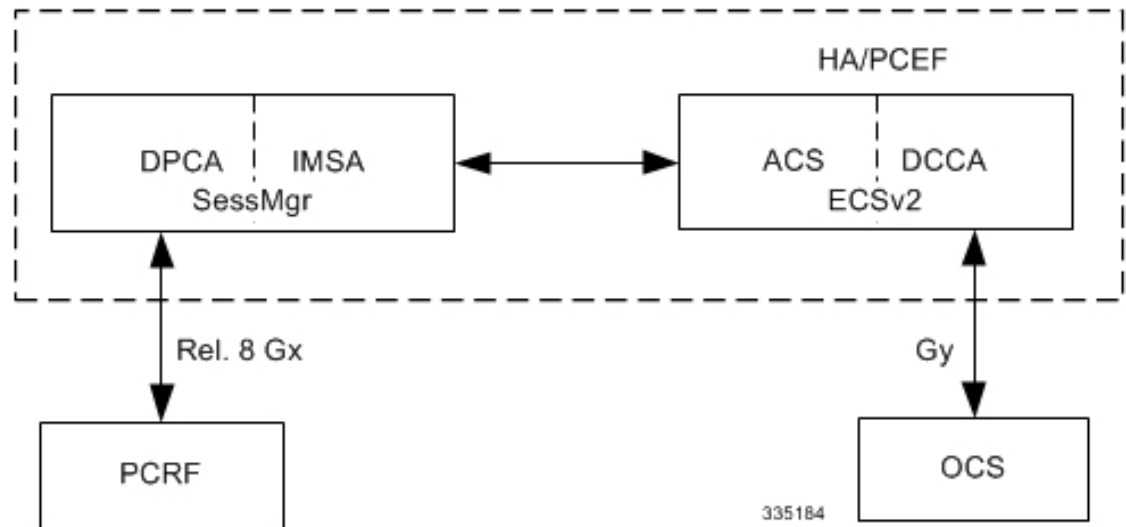 HA/PCEF
DPCA IMSA
SessMgr
ACS DCCA
ECSv2
Rel. 8 Gx
Gy
PCRF
OCS
335184